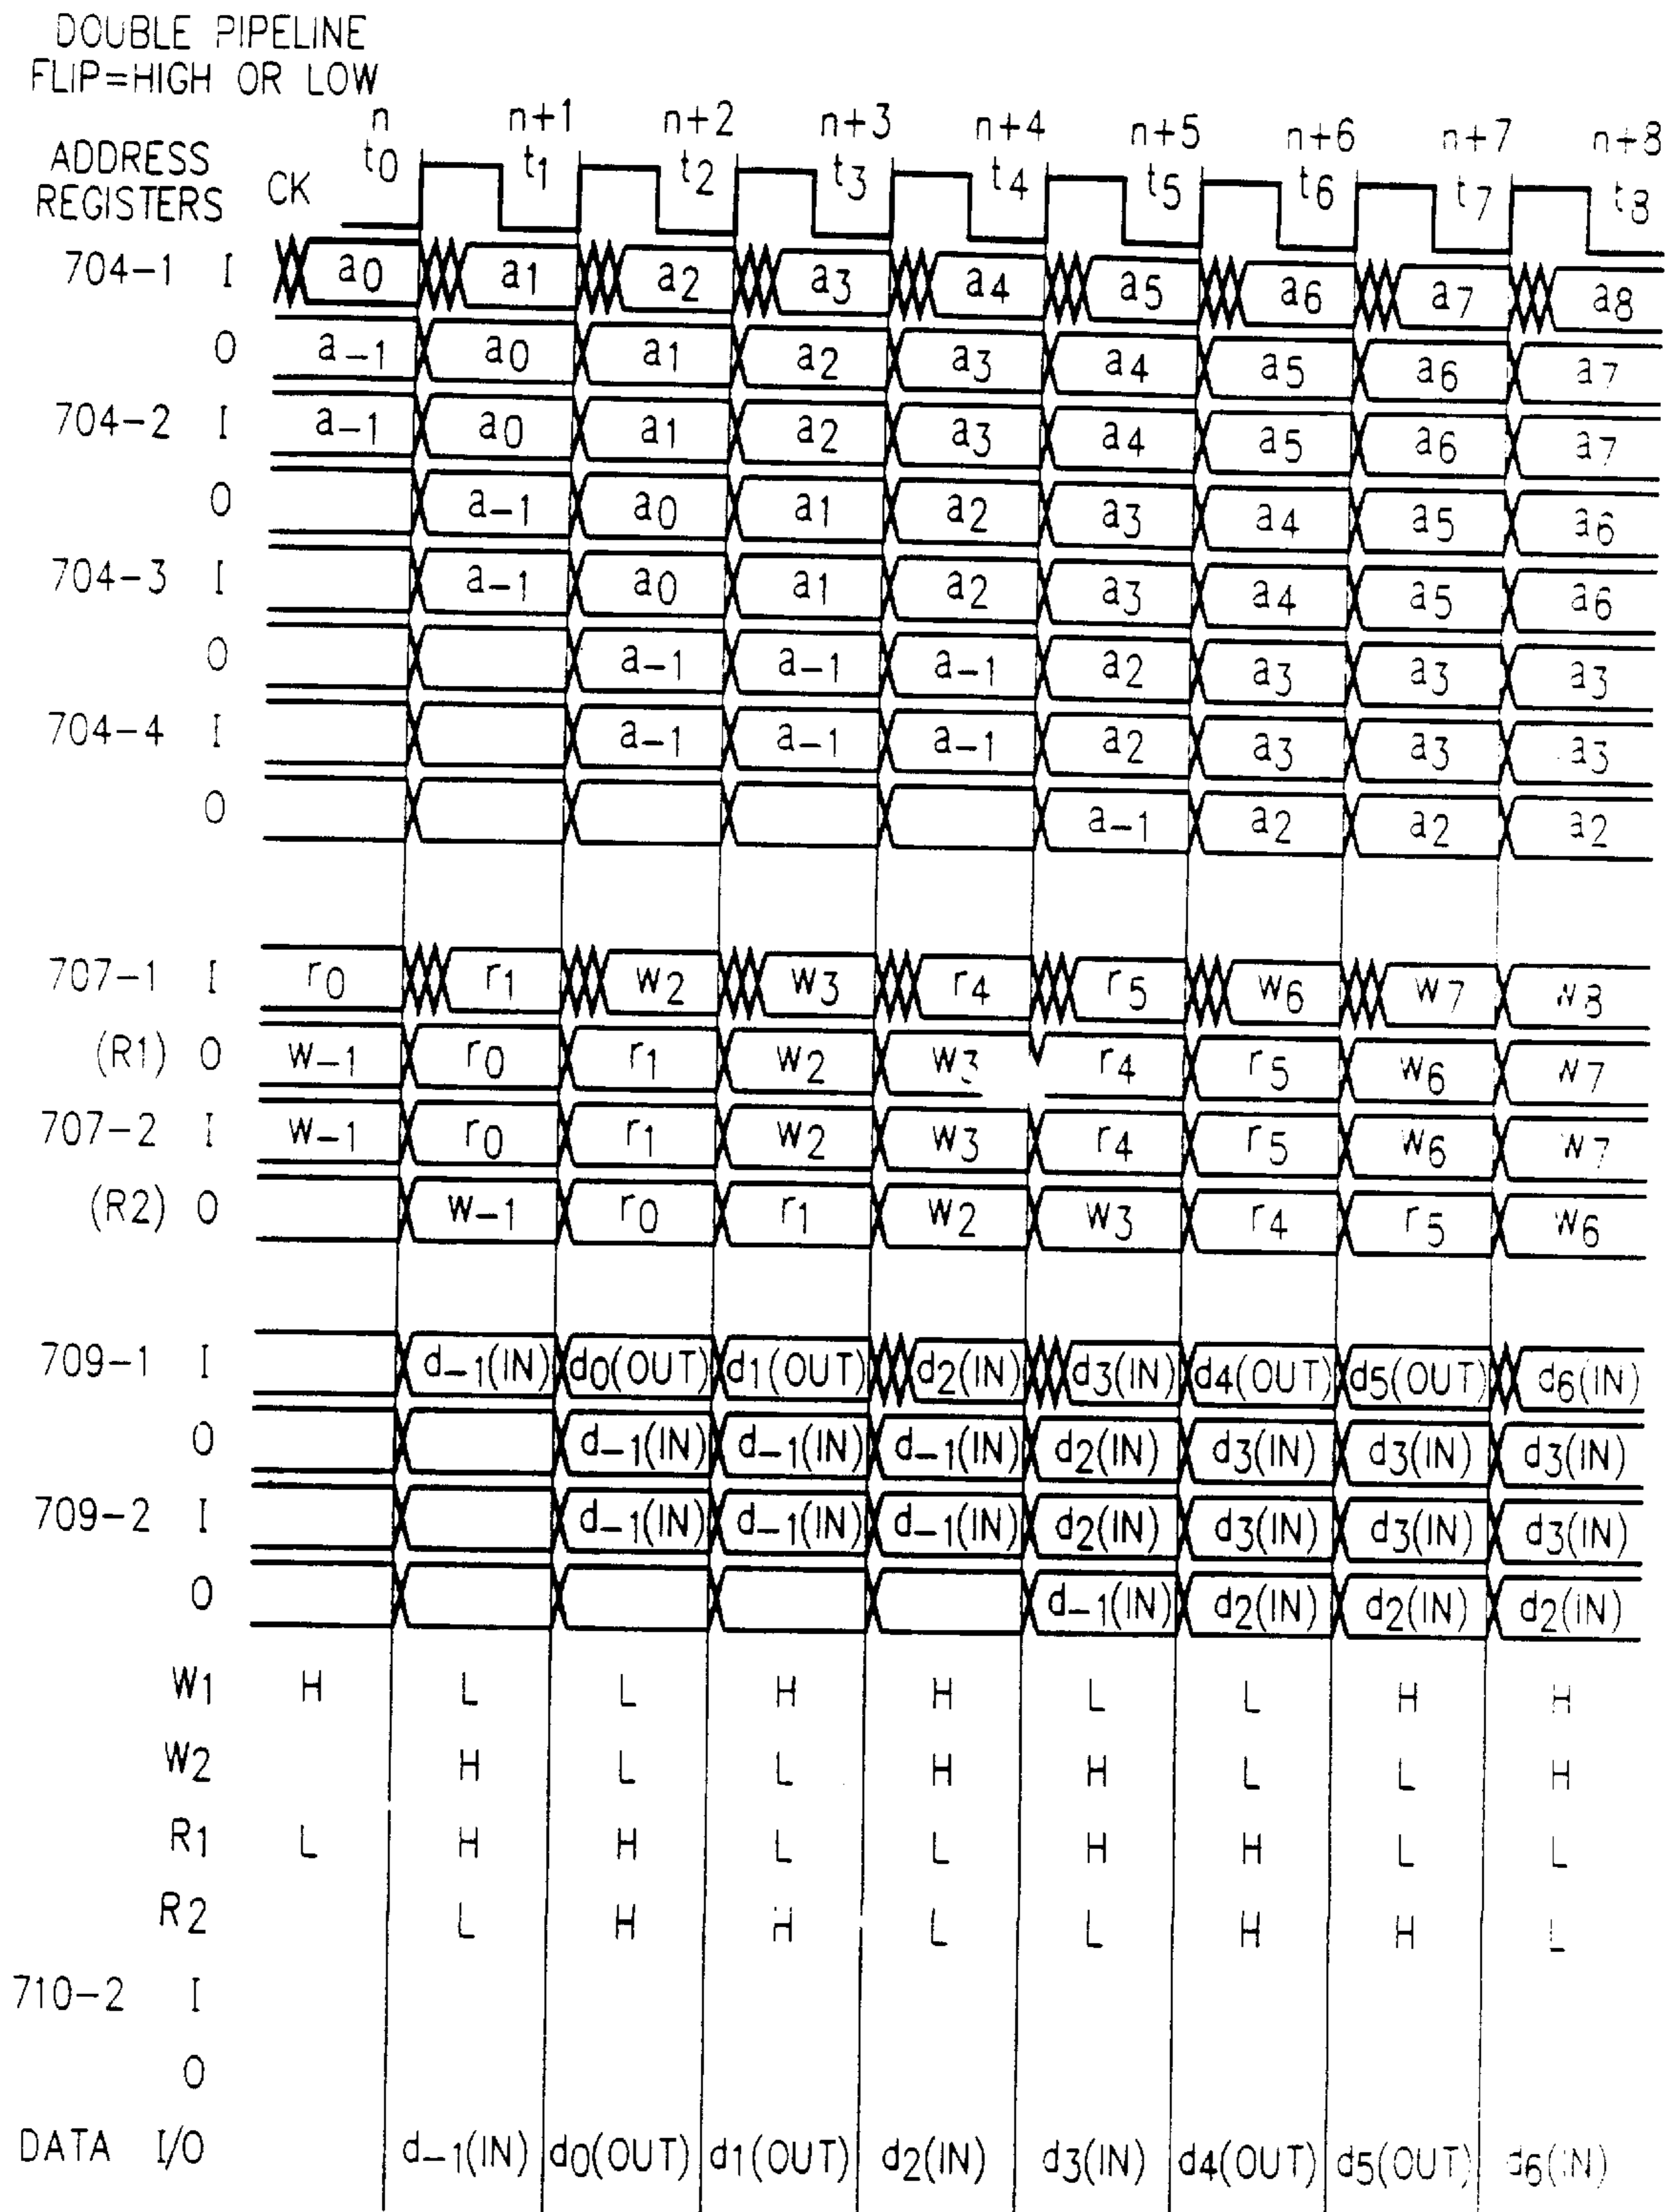 DOUBLE PIPELINE
FLIP=HIGH OR LOW
n n+1 n+2 n+3 n+4 n+5 n+6 n+7 n+8
ADDRESS
REGISTERS
CK t0 t1 t2 t3 t4 t5 t6 t7 t8
704-1 I a0 a1 a2 a3 a4 a5 a6 a7 a8
O a-1 a0 a1 a2 a3 a4 a5 a6 a7
704-2 I a-1 a0 a1 a2 a3 a4 a5 a6 a7
O a-1 a0 a1 a2 a3 a4 a5 a6
704-3 I a-1 a0 a1 a2 a3 a4 a5 a6
O a-1 a-1 a-1 a2 a3 a3 a3
704-4 I a-1 a-1 a-1 a2 a3 a3 a3
O a-1 a2 a2 a2
707-1 I r0 r1 w2 w3 r4 r5 w6 w7 w8
(R1) O w-1 r0 r1 w2 w3 r4 r5 w6 w7
707-2 I w-1 r0 r1 w2 w3 r4 r5 w6 w7
(R2) O w-1 r0 r1 w2 w3 r4 r5 w6
709-1 I d-1(IN) d0(OUT) d1(OUT) d2(IN) d3(IN) d4(OUT) d5(OUT) d6(IN)
O d-1(IN) d-1(IN) d-1(IN) d2(IN) d3(IN) d3(IN) d3(IN)
709-2 I d-1(IN) d-1(IN) d-1(IN) d2(IN) d3(IN) d3(IN) d3(IN)
O d-1(IN) d2(IN) d2(IN) d2(IN)
W1 H L L H H L L H H
W2 H L L H H L L H
R1 L H H L L H H L L
R2 L H H L L H H L
710-2 I
O
DATA I/O d-1(IN) d0(OUT) d1(OUT) d2(IN) d3(IN) d4(OUT) d5(OUT) d6(IN)